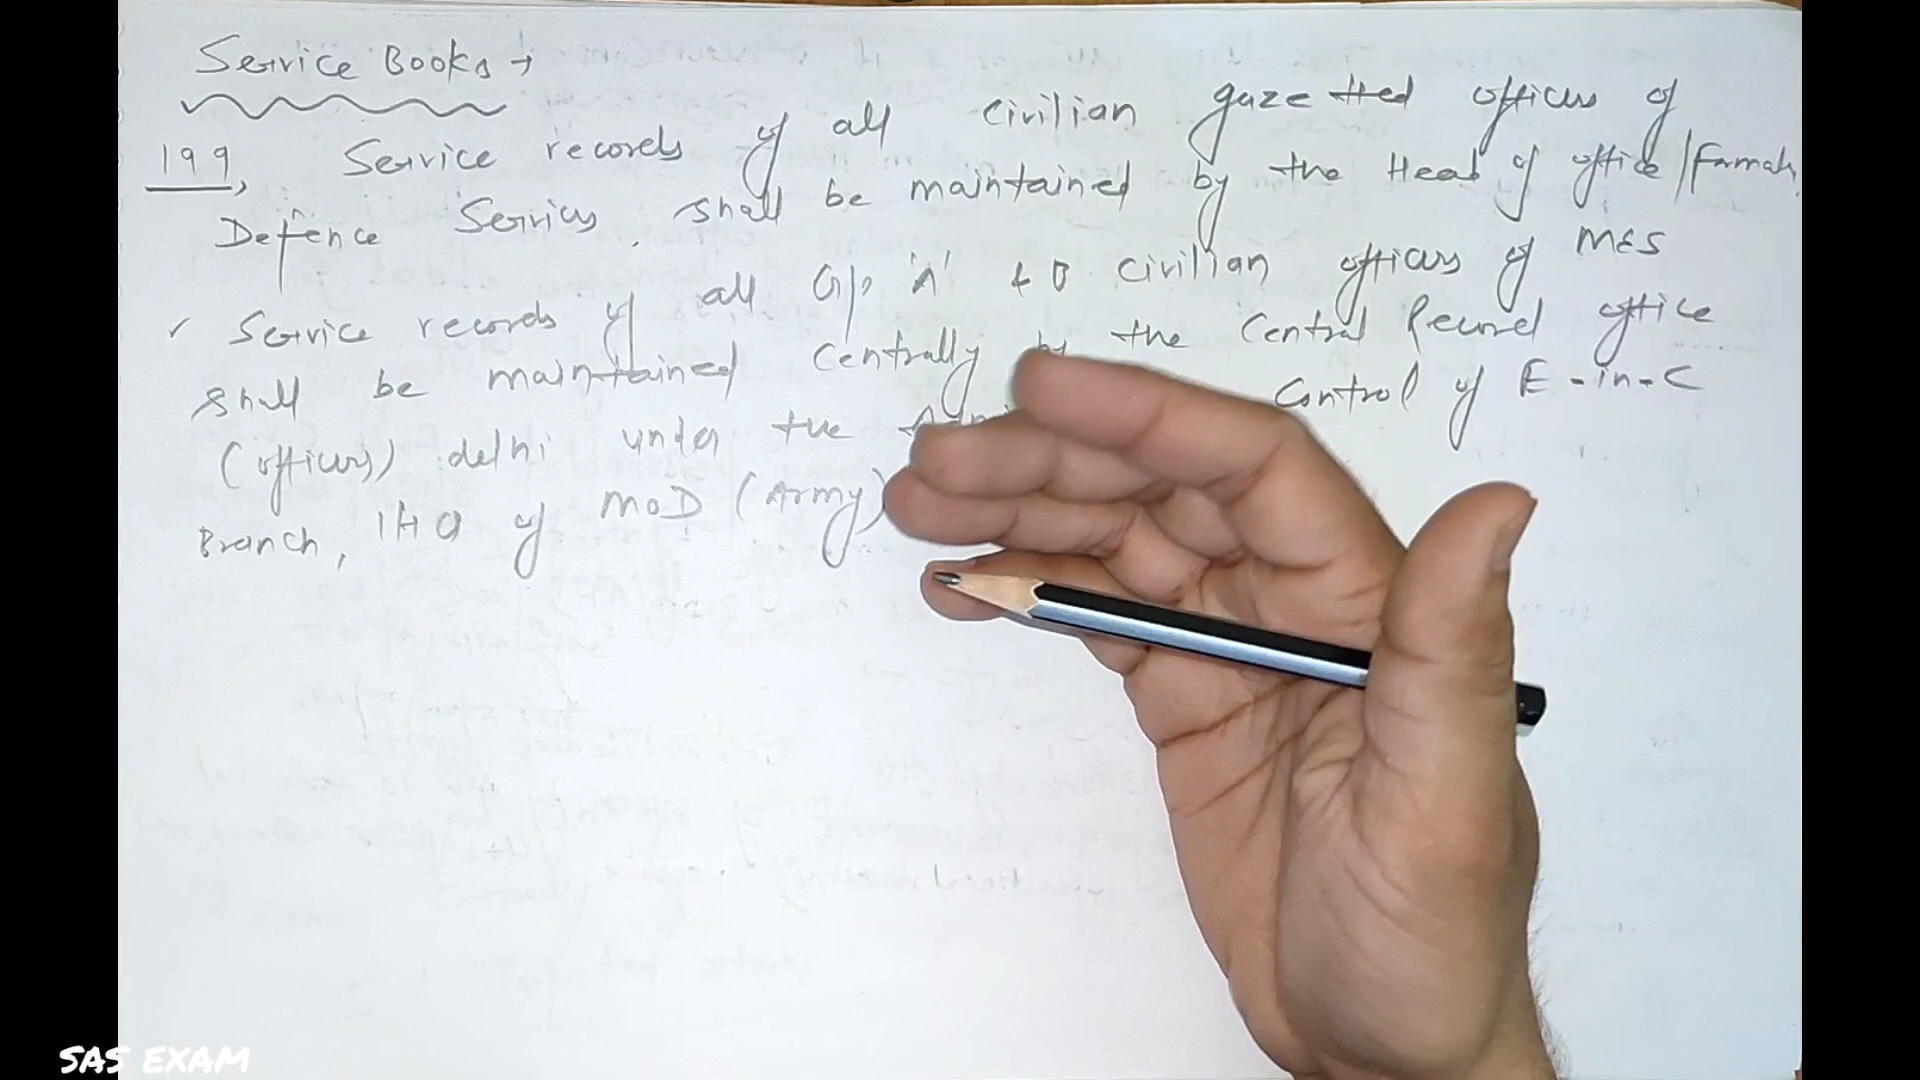 Service Books →
199, Service records of all civilian gazetted officers of
Defence Services, shall be maintained by the Head of office/Formatn.
✓ Service records of all Gp 'A' & B civilian officers of MES
shall be maintained Centrally by the Central Record office
(officers) delhi under the Control of E-in-C
Branch, IHQ of MOD (Army)
SAS EXAM